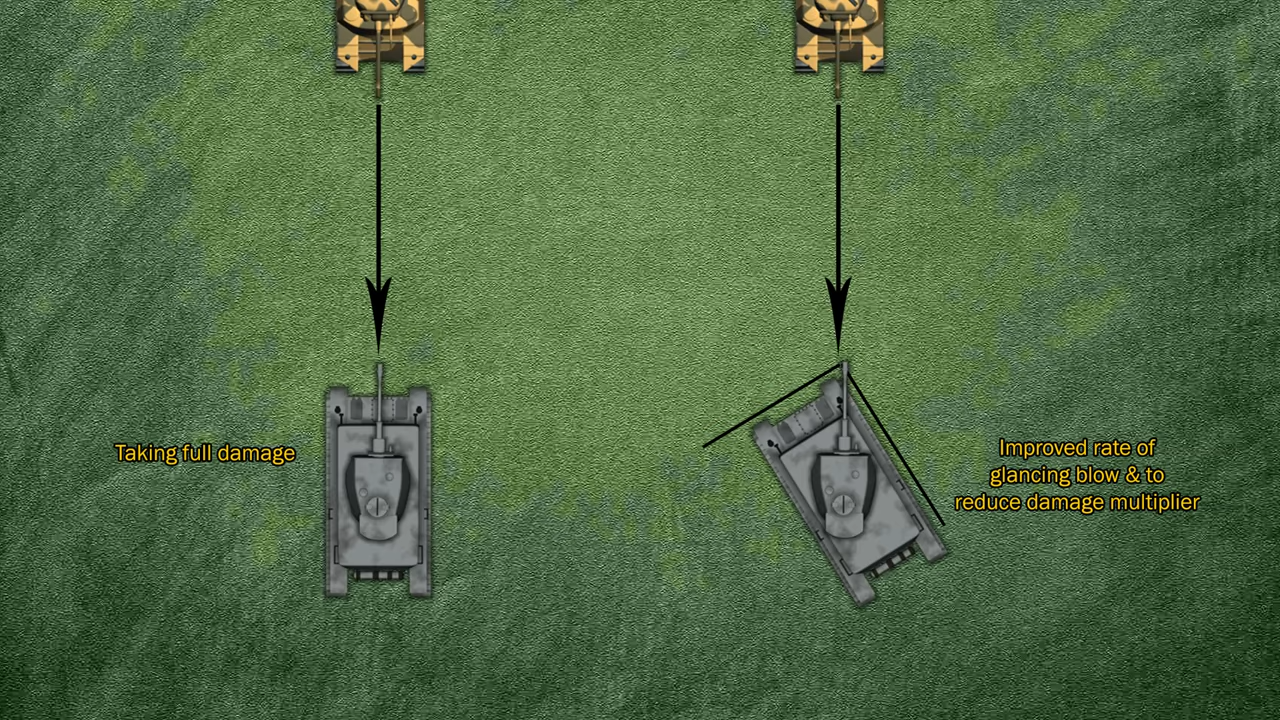 Taking full damage
Improved rate of
glancing blow & to
reduce damage multiplier